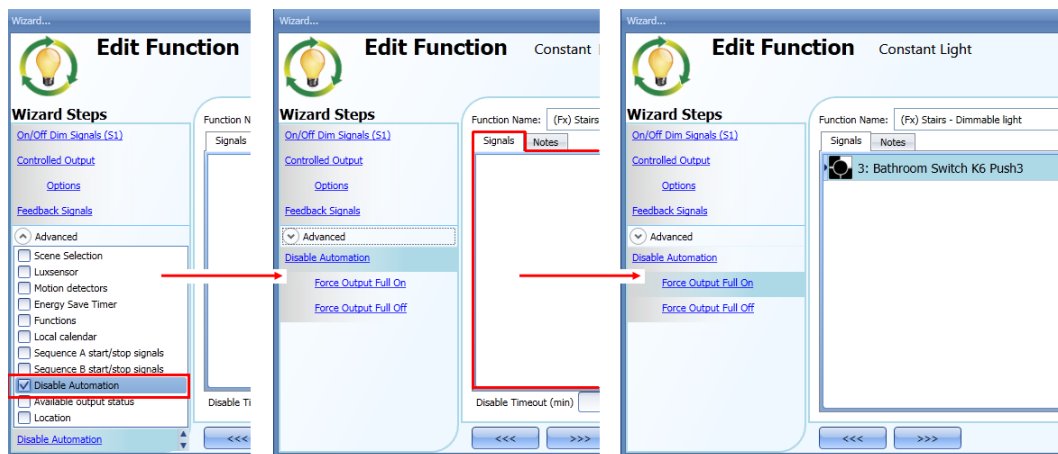 Wizard...
Edit Function
Wizard Steps
On/Off Dim Signals (S1)
Controlled Output
Options
Feedback Signals
Advanced
Scene Selection
Luxsensor
Motion detectors
Energy Save Timer
Functions
Local calendar
Sequence A start/stop signals
Sequence B start/stop signals
Disable Automation
Available output status
Location
Disable Automation
Function N
Signals
Disable Ti
<<<
Wizard...
Edit Function Constant
Wizard Steps
On/Off Dim Signals (S1)
Controlled Output
Options
Feedback Signals
Advanced
Disable Automation
Force Output Full On
Force Output Full Off
Function Name: (Fx) Stairs
Signals Notes
Disable Timeout (min)
<<< >>>
Wizard...
Edit Function Constant Light
Wizard Steps
On/Off Dim Signals (S1)
Controlled Output
Options
Feedback Signals
Advanced
Disable Automation
Force Output Full On
Force Output Full Off
Function Name: (Fx) Stairs - Dimmable light
Signals Notes
3: Bathroom Switch K6 Push3
<<< >>>